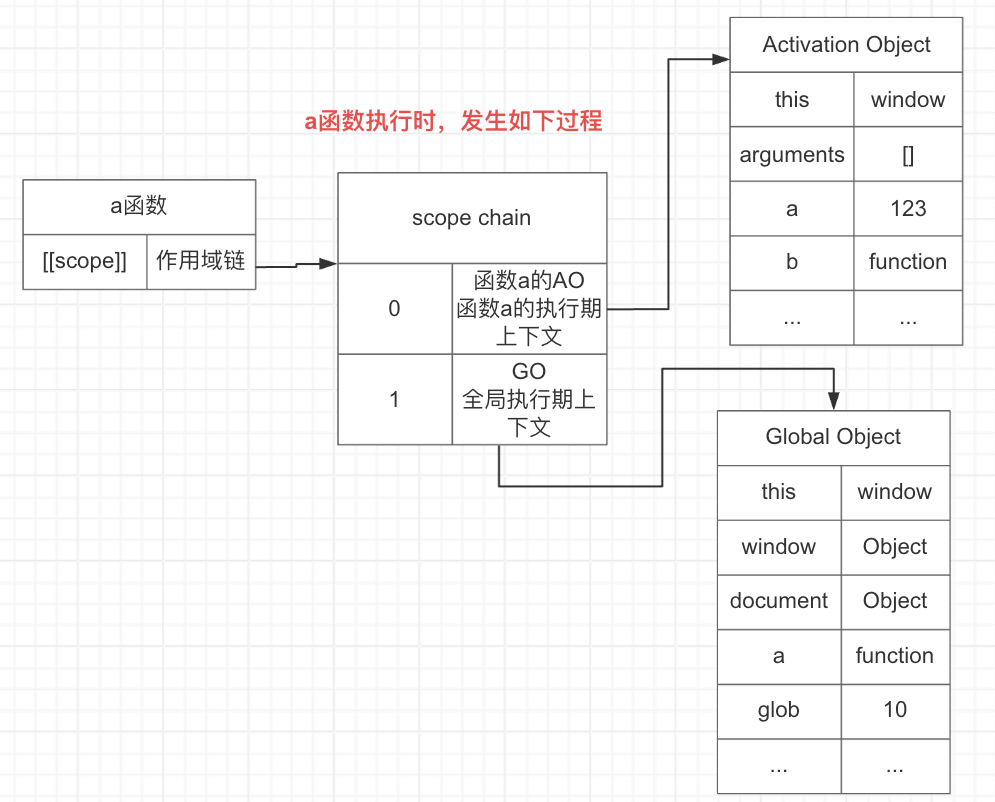 a函数执行时，发生如下过程
a函数
[[scope]] 作用域链
scope chain
0
函数a的AO
函数a的执行期
上下文
1
GO
全局执行期上
下文
Activation Object
this window
arguments []
a 123
b function
... ...
Global Object
this window
window Object
document Object
a function
glob 10
... ...